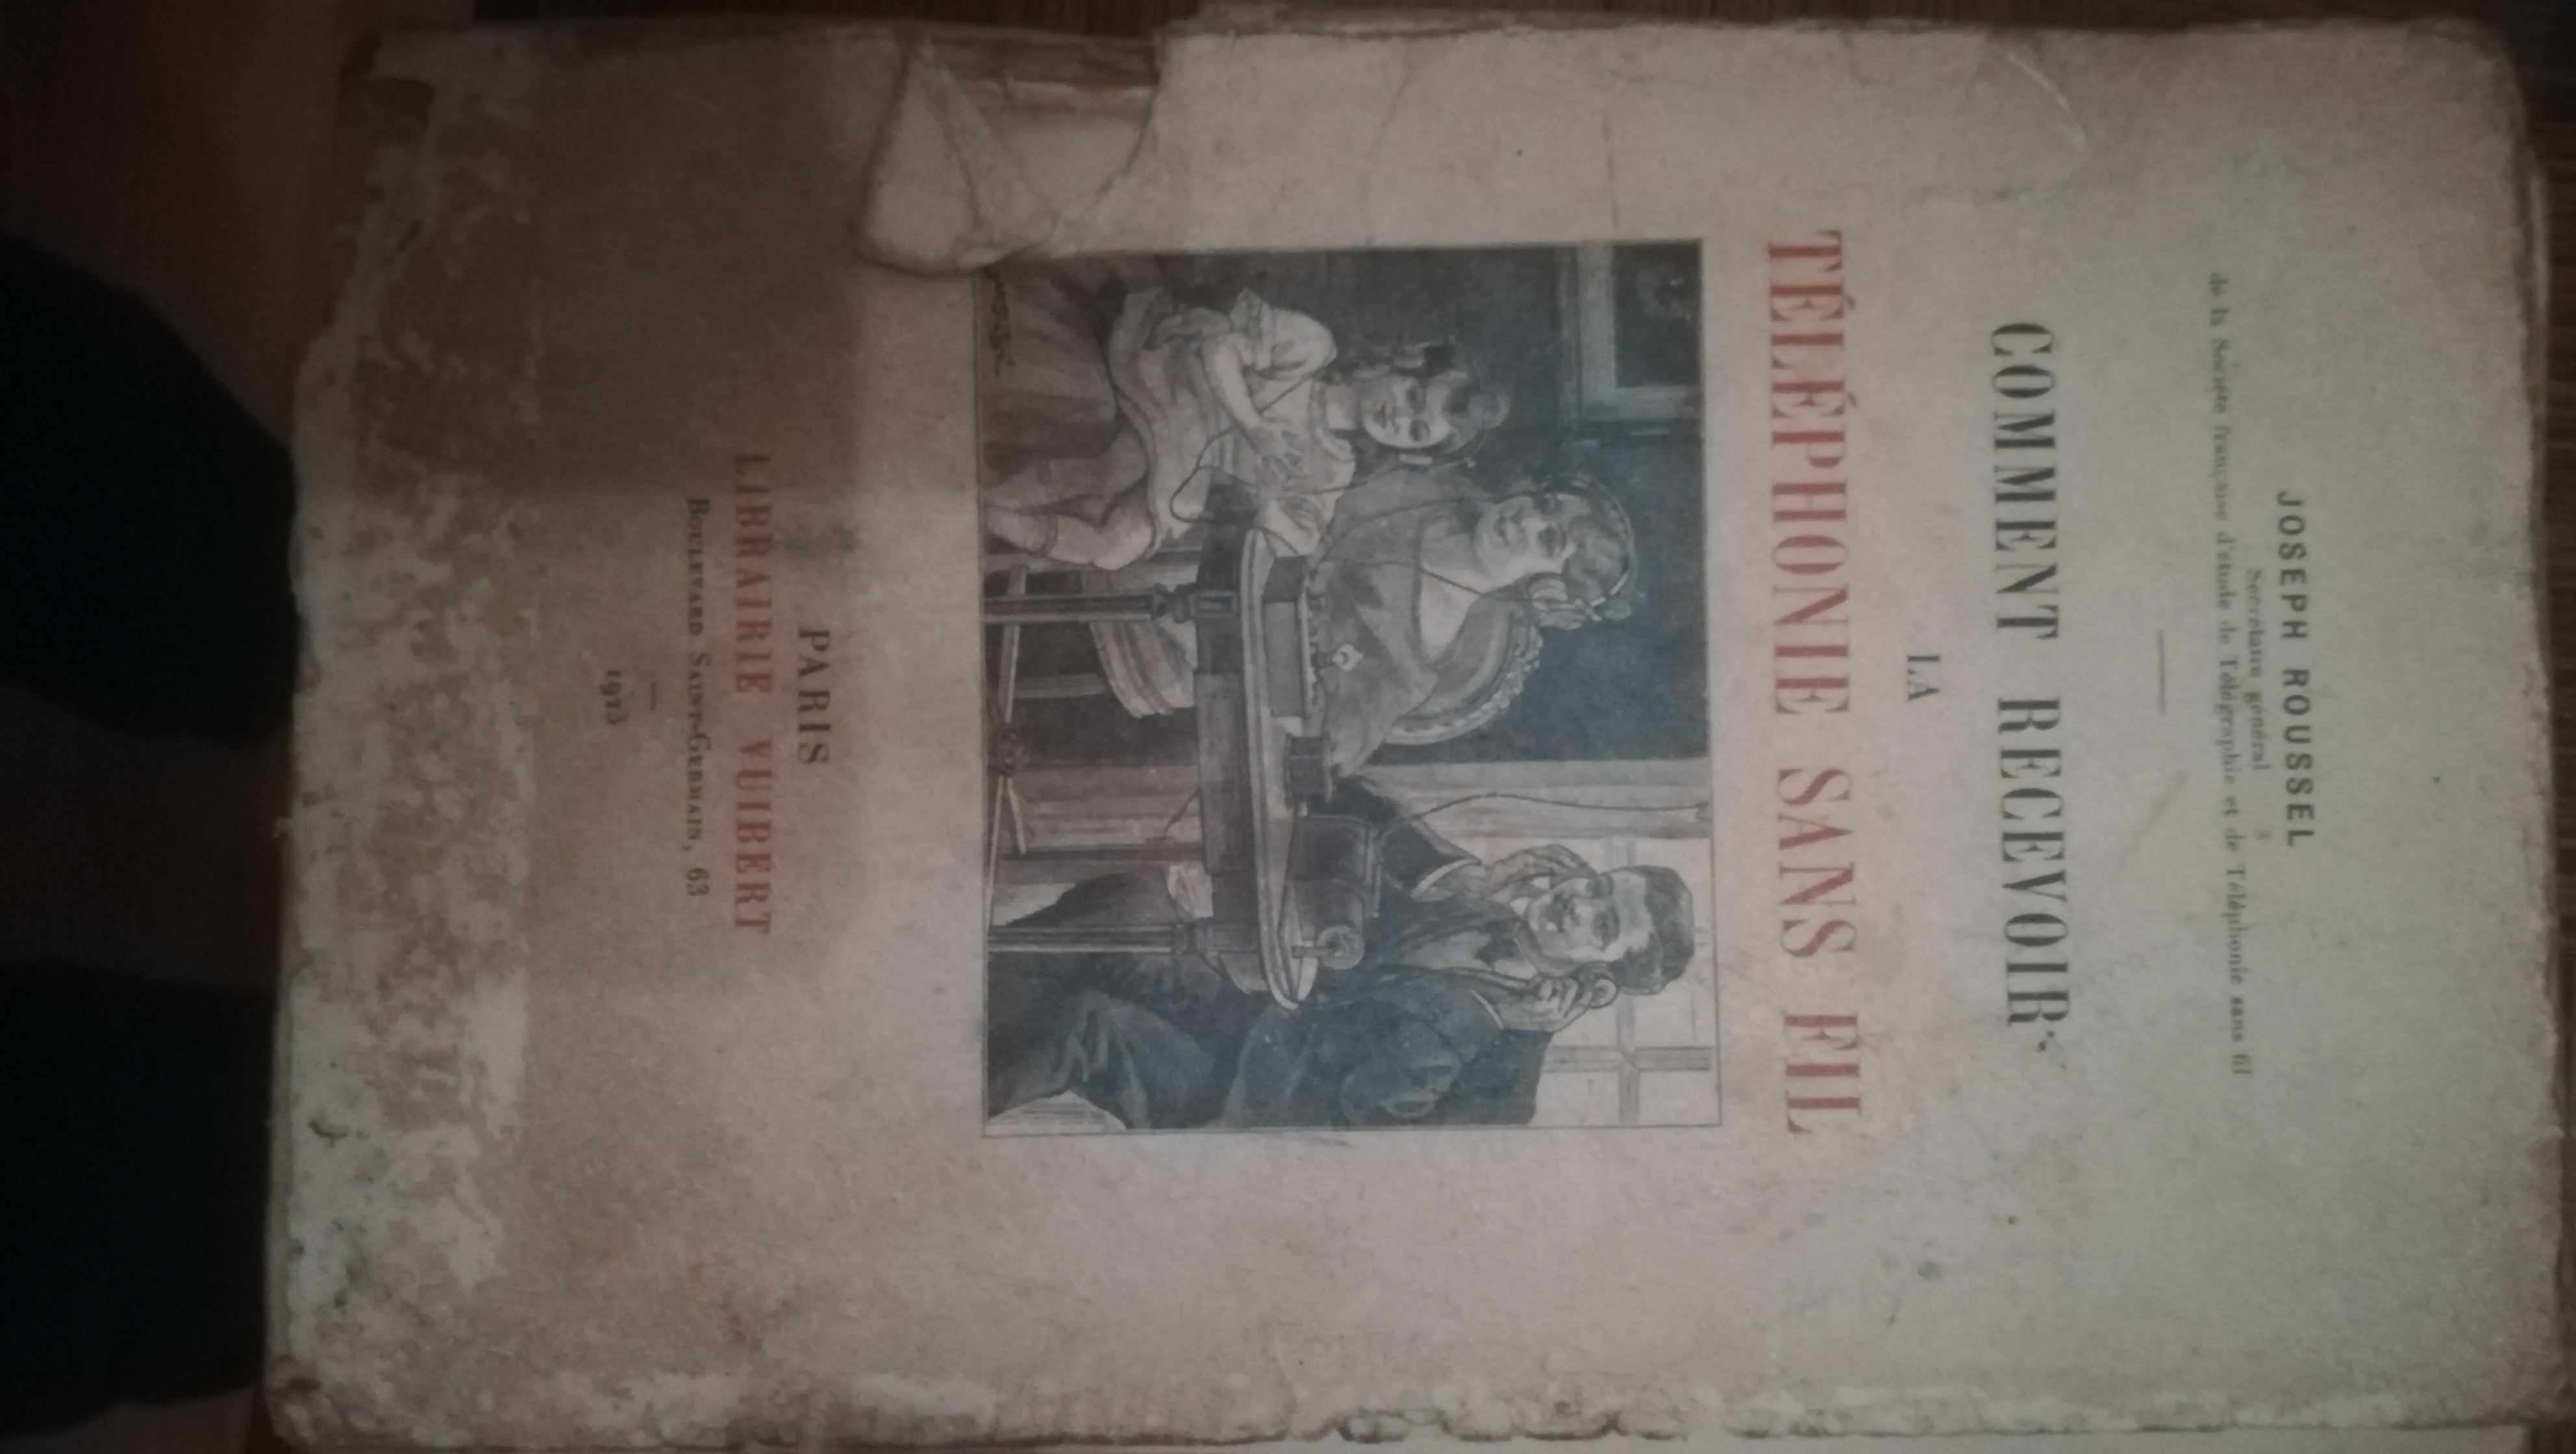 JOSEPH ROUSSEL
Secrétaire général
de la Société française d'étude de Télégraphie et de Téléphonie sans fil
COMMENT RECEVOIR
LA
TÉLÉPHONIE SANS FIL
PARIS
LIBRAIRIE VUIBERT
BOULEVARD SAINT-GERMAIN, 63
1923